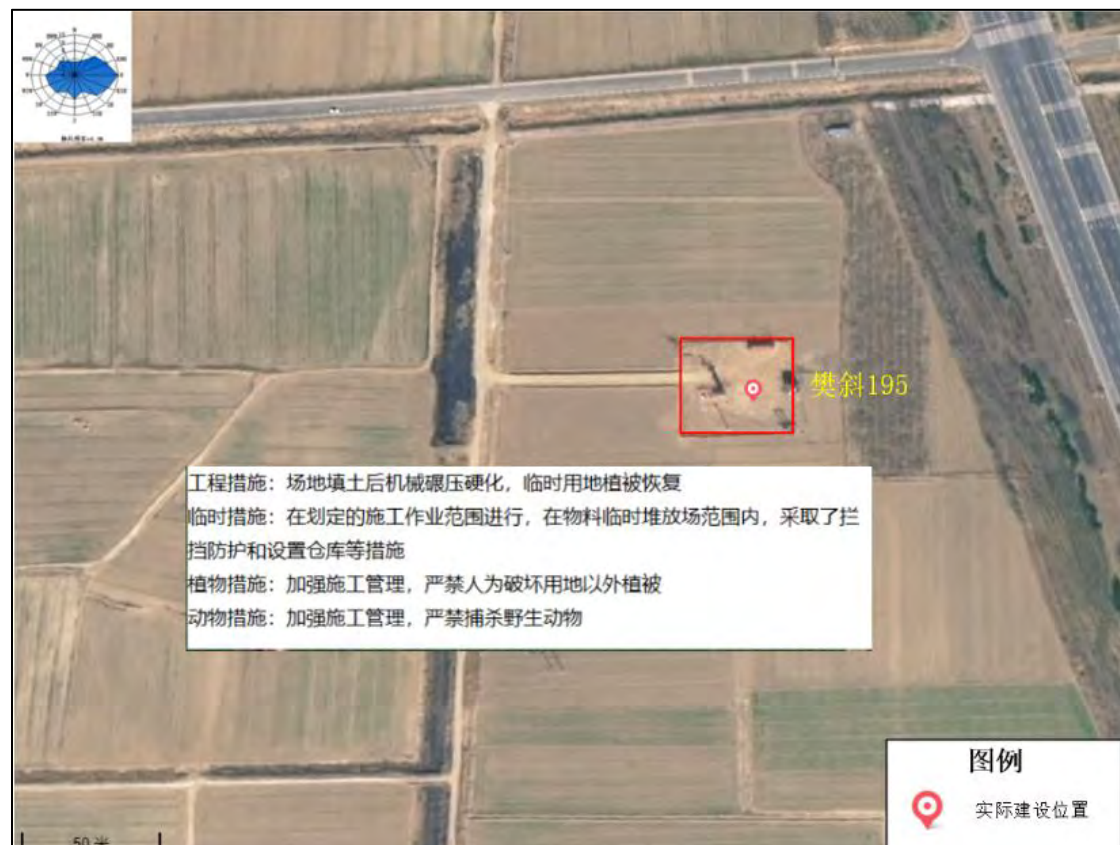 樊斜195
工程措施：场地填土后机械碾压硬化，临时用地植被恢复
临时措施：在划定的施工作业范围进行，在物料临时堆放场范围内，采取了拦
挡防护和设置仓库等措施
植物措施：加强施工管理，严禁人为破坏用地以外植被
动物措施：加强施工管理，严禁捕杀野生动物
图例
实际建设位置
50 米